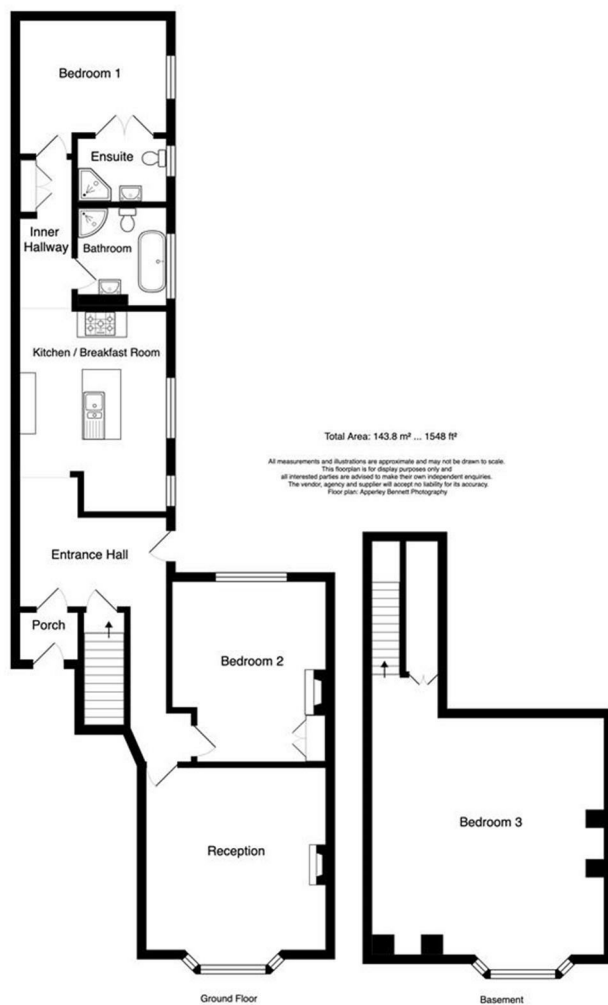 Bedroom 1
Ensuite
Inner
Hallway
Bathroom
Kitchen / Breakfast Room
Total Area: 143.8 m² ... 1548 ft²
All measurements and illustrations are approximate and may not be drawn to scale.
This floorplan is for display purposes only and
all interested parties are advised to make their own independent enquiries.
The vendor, agency and supplier will accept no liability for its accuracy.
Floor plan: Apperley Bennett Photography
Entrance Hall
Porch
Bedroom 2
Bedroom 3
Reception
Ground Floor
Basement